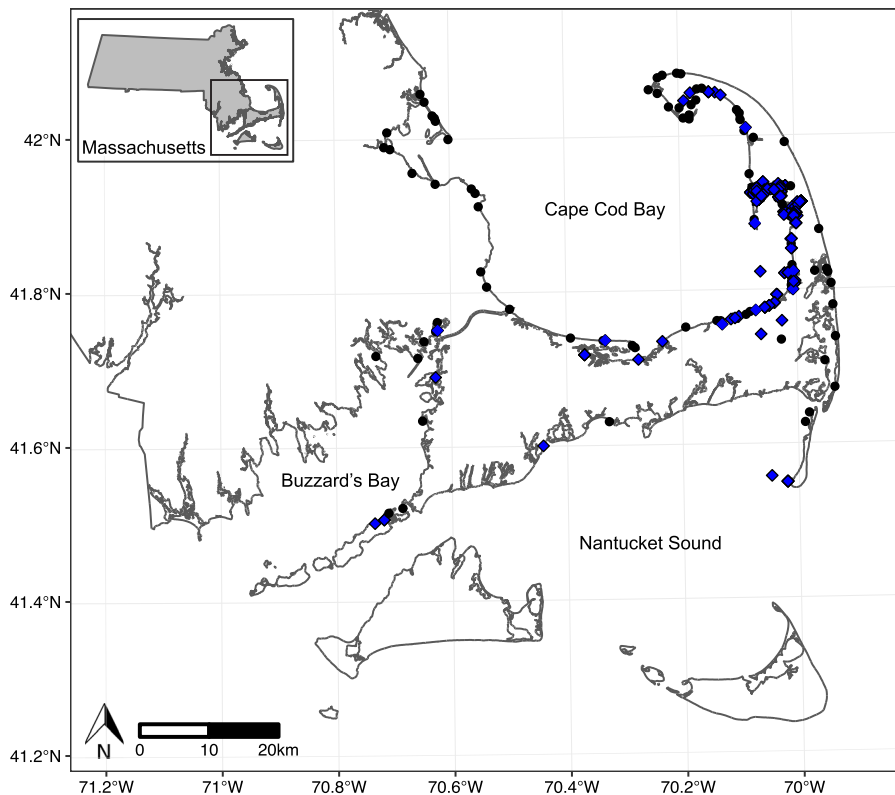 Massachusetts
42°N
Cape Cod Bay
41.8°N
41.6°N
Buzzard's Bay
Nantucket Sound
41.4°N
N
0 10 20km
41.2°N
71.2°W 71°W 70.8°W 70.6°W 70.4°W 70.2°W 70°W